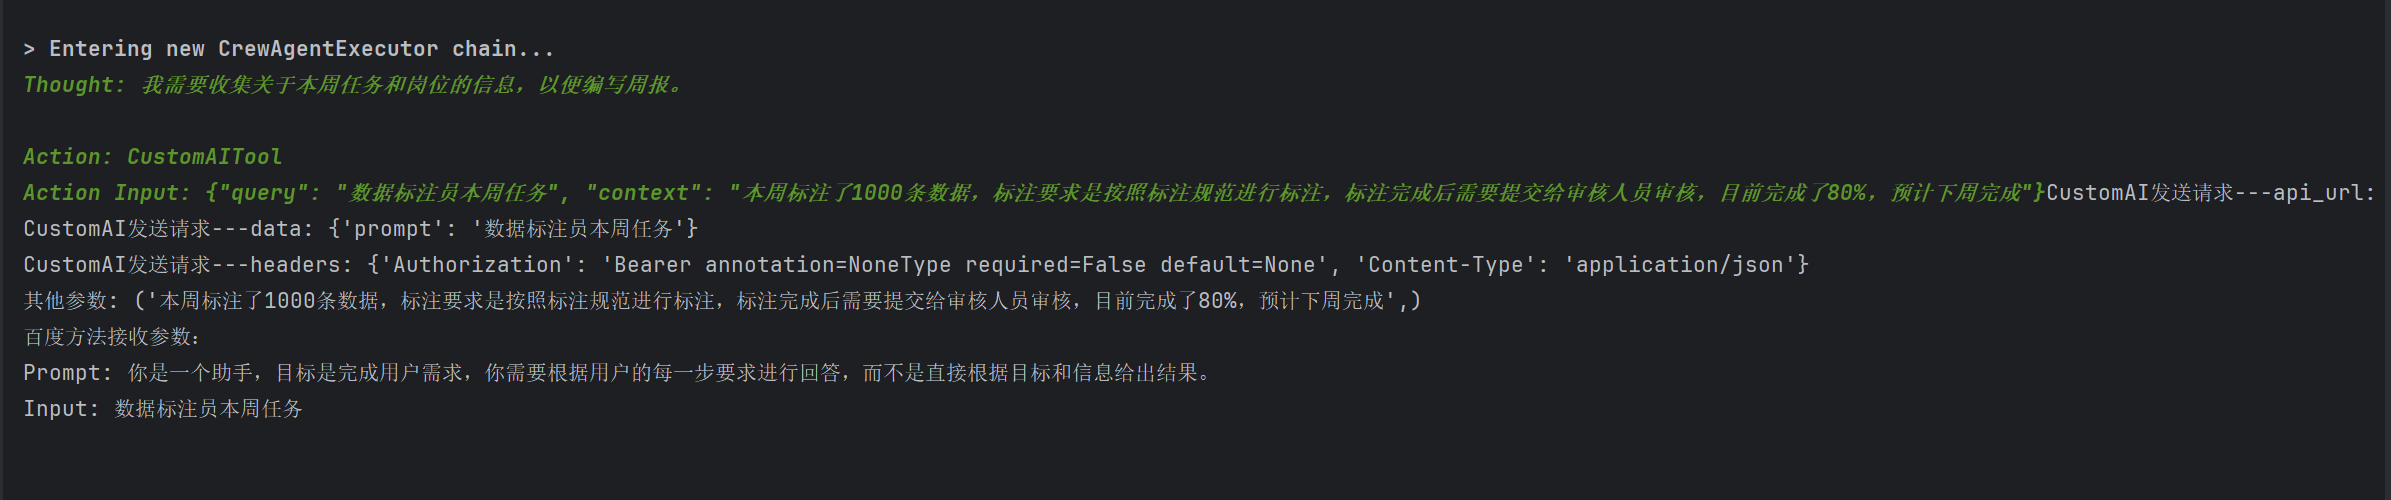 > Entering new CrewAgentExecutor chain...
Thought: 我需要收集关于本周任务和岗位的信息，以便编写周报。
Action: CustomAITool
Action Input: {"query": "数据标注员本周任务", "context": "本周标注了1000条数据，标注要求是按照标注规范进行标注，标注完成后需要提交给审核人员审核，目前完成了80%，预计下周完成"}CustomAI发送请求---api_url:
CustomAI发送请求---data: {'prompt': '数据标注员本周任务'}
CustomAI发送请求---headers: {'Authorization': 'Bearer annotation=NoneType required=False default=None', 'Content-Type': 'application/json'}
其他参数: ('本周标注了1000条数据，标注要求是按照标注规范进行标注，标注完成后需要提交给审核人员审核，目前完成了80%，预计下周完成',)
百度方法接收参数：
Prompt: 你是一个助手，目标是完成用户需求，你需要根据用户的每一步要求进行回答，而不是直接根据目标和信息给出结果。
Input: 数据标注员本周任务